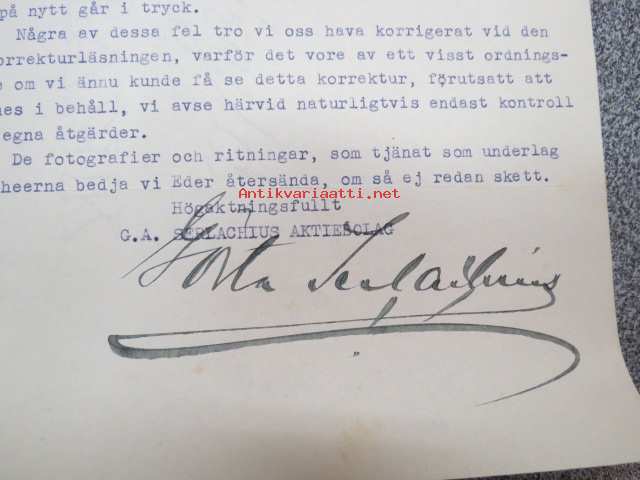 på nytt går i tryck.
Några av dessa fel tro vi oss hava korrigerat vid den
orrekturläsningen, varför det vore av ett visst ordnings-
e om vi ännu kunde få se detta korrektur, förutsatt att
nes i behåll, vi avse härvid naturligtvis endast kontroll
egna åtgärder.
De fotografier och ritningar, som tjänat som underlag
heerna bedja vi Eder återsända, om så ej redan skett.
Antikvariaatti.net
Högaktningsfullt
G.A. SERLACHIUS AKTIEBOLAG
Gösta Serlachius